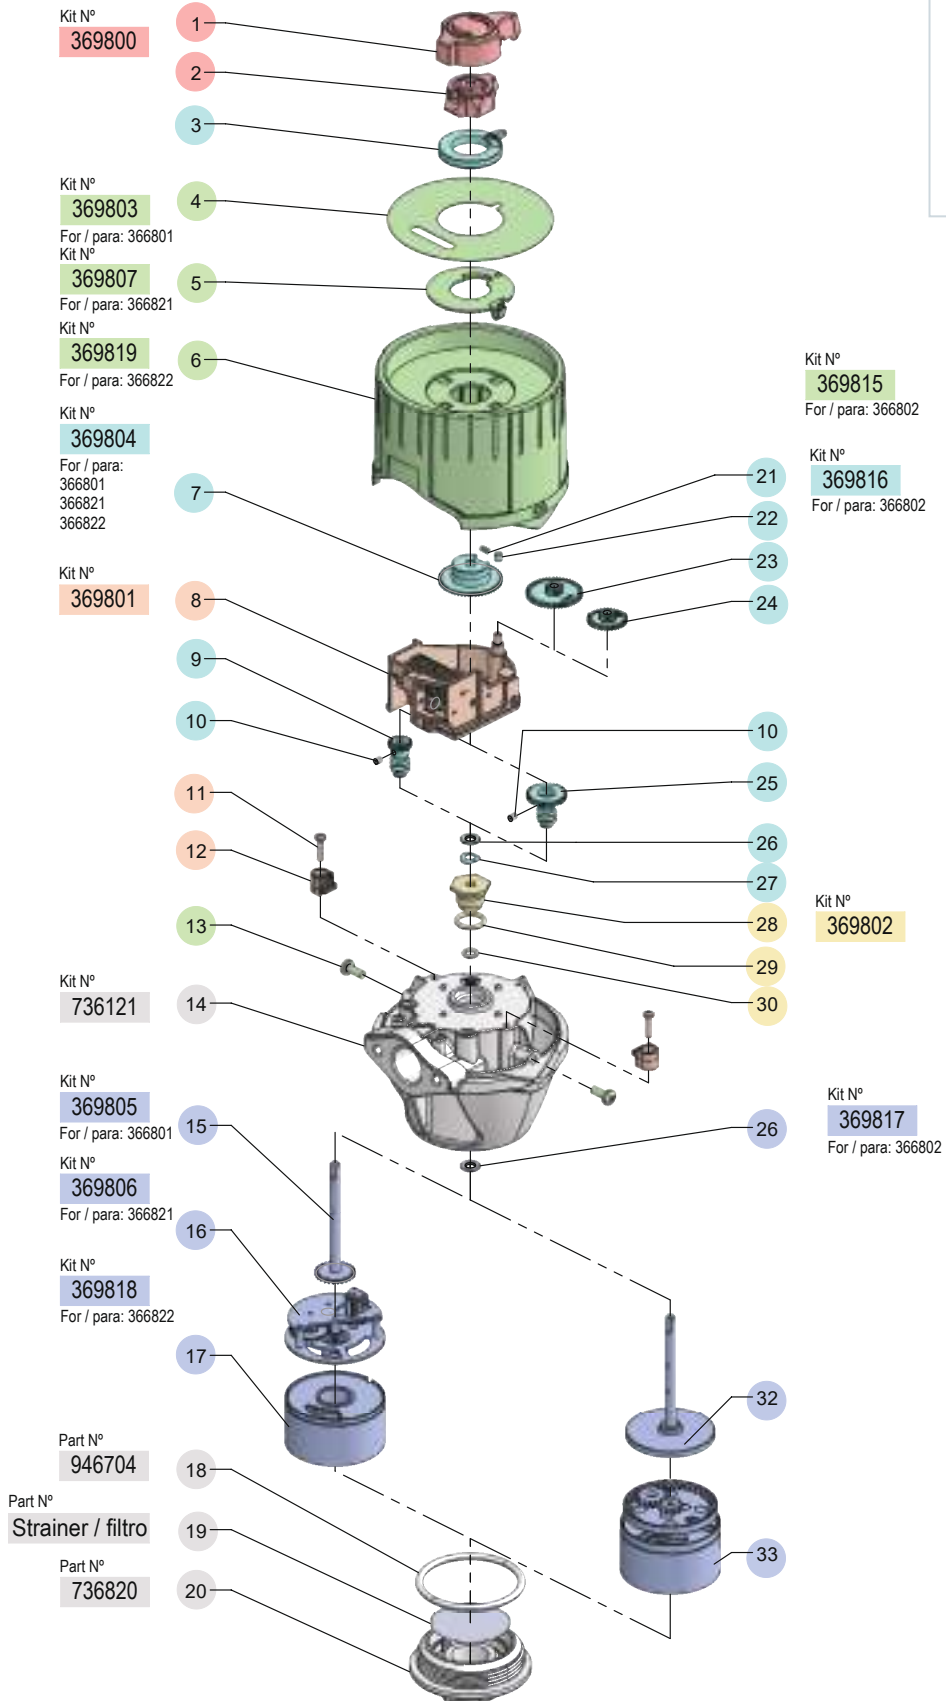 Kit Nº
369800
1
2
3
Kit Nº
369803
For / para: 366801
4
Kit Nº
369807
For / para: 366821
5
Kit Nº
369819
For / para: 366822
6
Kit Nº
369815
For / para: 366802
Kit Nº
369804
For / para:
366801
366821
366822
7
Kit Nº
369816
For / para: 366802
21
22
23
24
Kit Nº
369801
8
9
10
10
25
11
12
26
27
13
28
Kit Nº
369802
29
30
Kit Nº
736121
14
Kit Nº
369805
For / para: 366801
15
26
Kit Nº
369817
For / para: 366802
Kit Nº
369806
For / para: 366821
16
Kit Nº
369818
For / para: 366822
17
32
Part Nº
946704
18
Part Nº
Strainer / filtro
19
33
Part Nº
736820
20